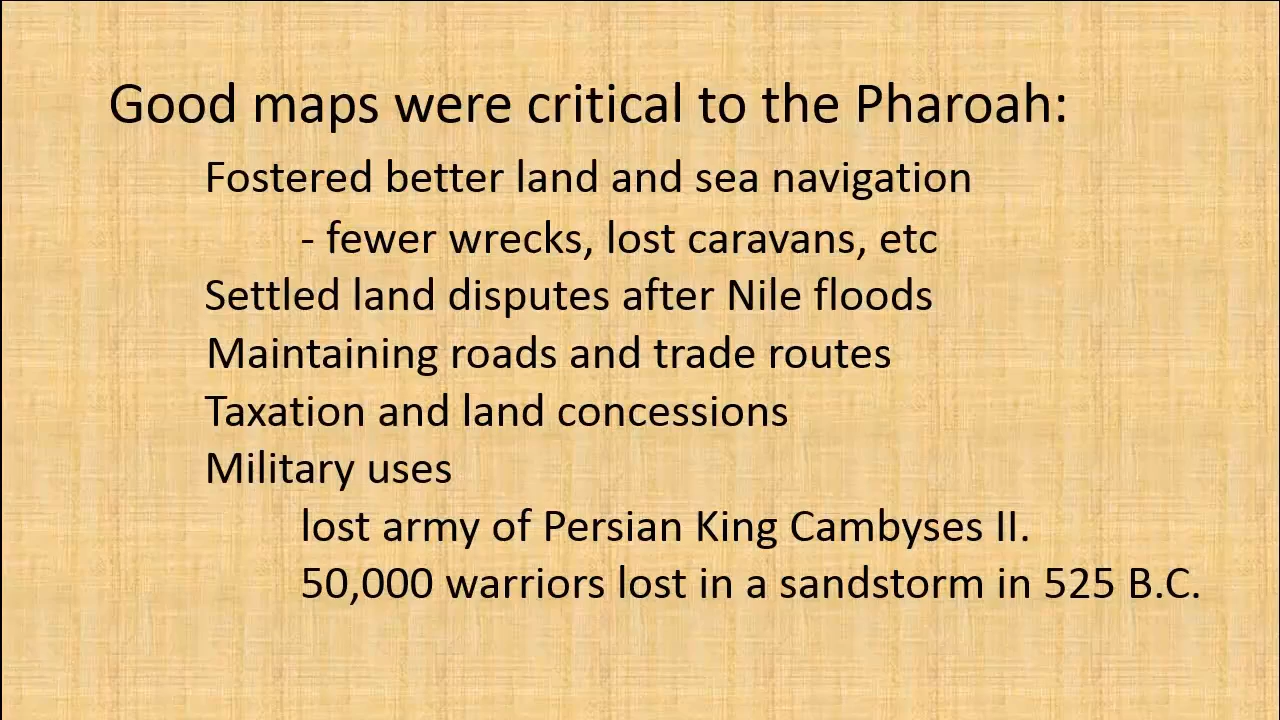 Good maps were critical to the Pharoah:
Fostered better land and sea navigation
- fewer wrecks, lost caravans, etc
Settled land disputes after Nile floods
Maintaining roads and trade routes
Taxation and land concessions
Military uses
lost army of Persian King Cambyses II.
50,000 warriors lost in a sandstorm in 525 B.C.